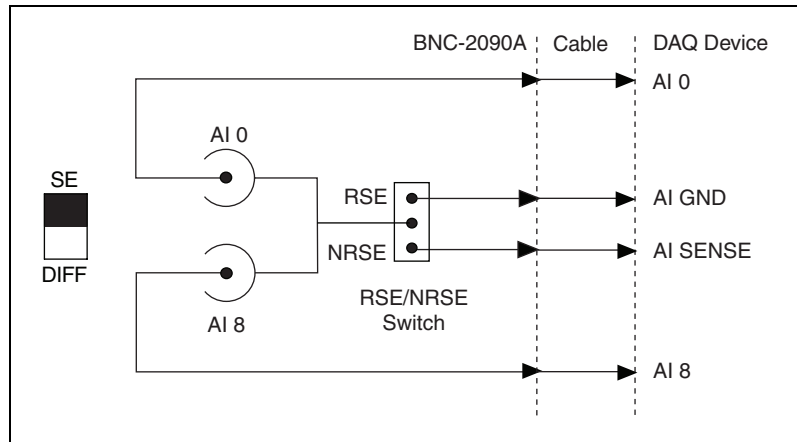 BNC-2090A Cable DAQ Device
AI 0
AI 0
SE
RSE
AI GND
NRSE
AI SENSE
DIFF
RSE/NRSE
Switch
AI 8
AI 8